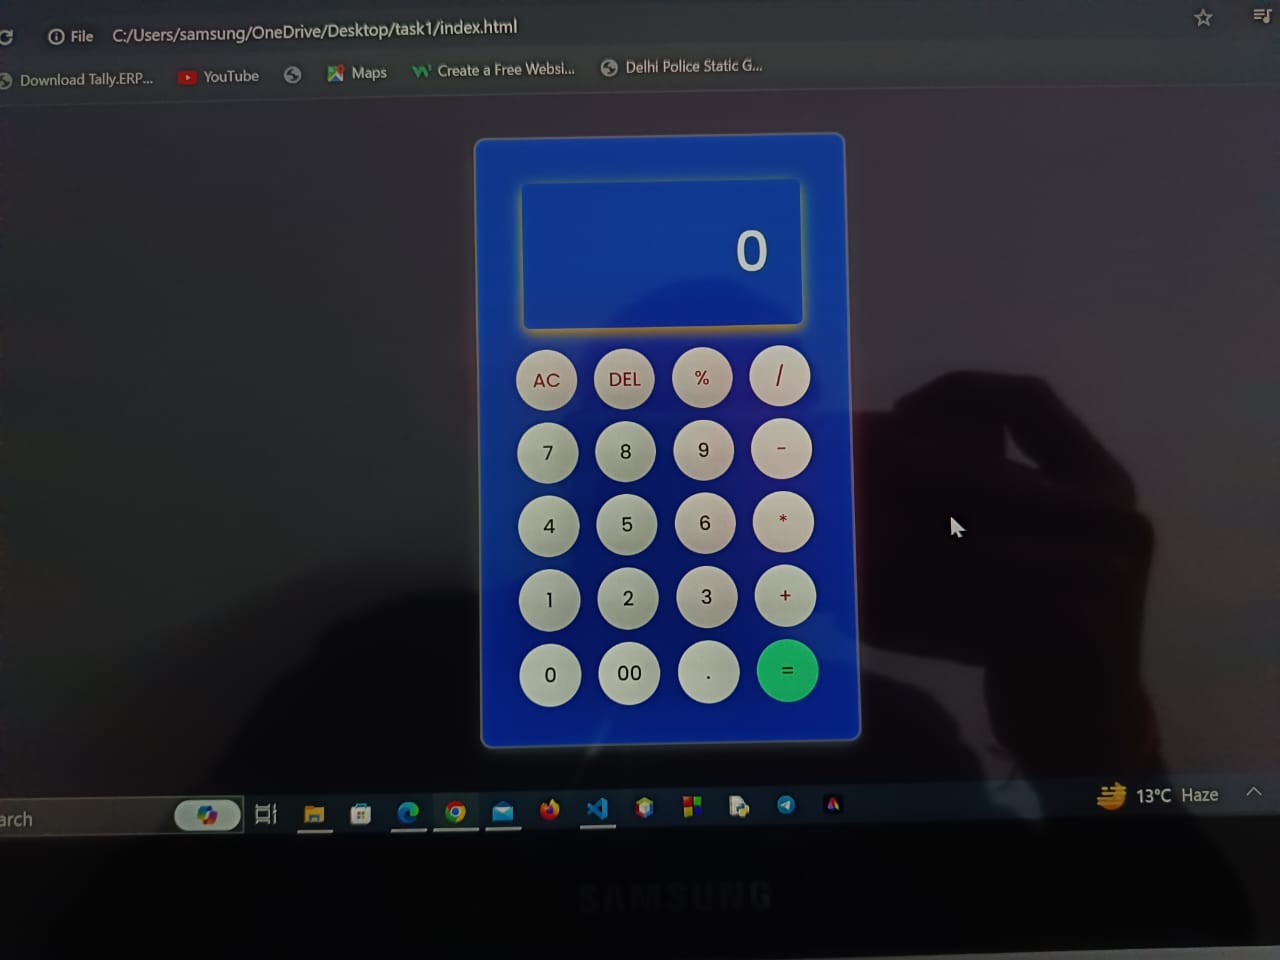 File C:/Users/samsung/OneDrive/Desktop/task1/index.html
Download Tally.ERP... YouTube Maps Create a Free Websi... Delhi Police Static G...
0
AC DEL % /
7 8 9 -
4 5 6 *
1 2 3 +
0 00 . =
arch 13°C Haze
SAMSUNG